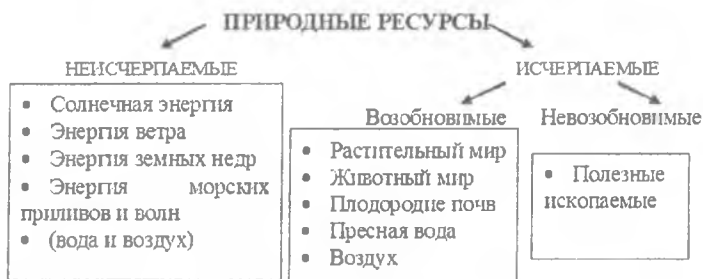 ПРИРОДНЫЕ РЕСУРСЫ
НЕИСЧЕРПАЕМЫЕ
ИСЧЕРПАЕМЫЕ
• Солнечная энергия
• Энергия ветра
• Энергия земных недр
• Энергия морских
приливов и волн
• (вода и воздух)
Возобновимые
• Растительный мир
• Животный мир
• Плодородие почв
• Пресная вода
• Воздух
Невозобновимые
• Полезные
ископаемые